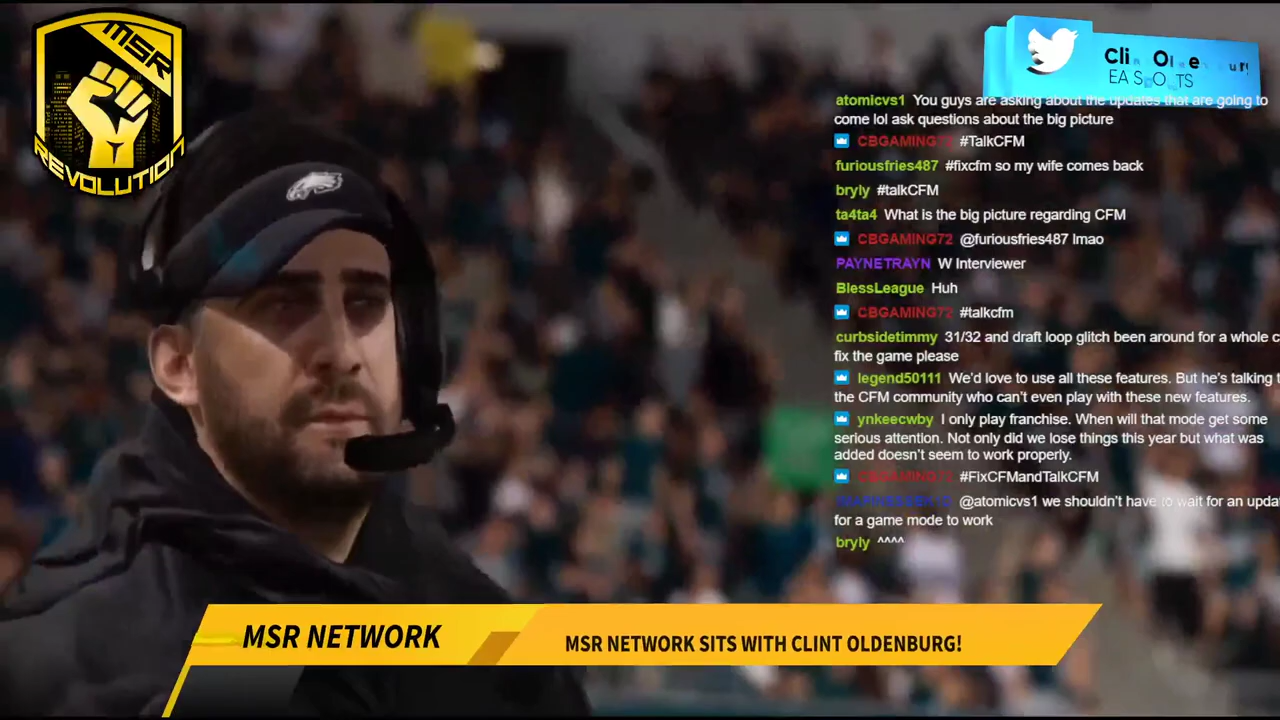 MSR
REVOLUTION
EA
atomicvs1 You guys are asking about the updates that are going to
come lol ask questions about the big picture
CBGAMING72 #TalkCFM
furiousfries487 #fixcfm so my wife comes back
bryly #talkCFM
ta4ta4 What is the big picture regarding CFM
CBGAMING72 @furiousfries487 lmao
PAYNETRAYN W Interviewer
BlessLeague Huh
CBGAMING72 #talkcfm
curbsidetimmy 31/32 and draft loop glitch been around for a whole
fix the game please
legend50111 We'd love to use all these features. But he's talking
the CFM community who can't even play with these new features.
ynkeecwby I only play franchise. When will that mode get some
serious attention. Not only did we lose things this year but what was
added doesn't seem to work properly.
CBGAMING72 #FixCFMandTalkCFM
@atomicvs1 we shouldn't have to wait for an
for a game mode to work
bryly ^^^^
MSR NETWORK
MSR NETWORK SITS WITH CLINT OLDENBURG!